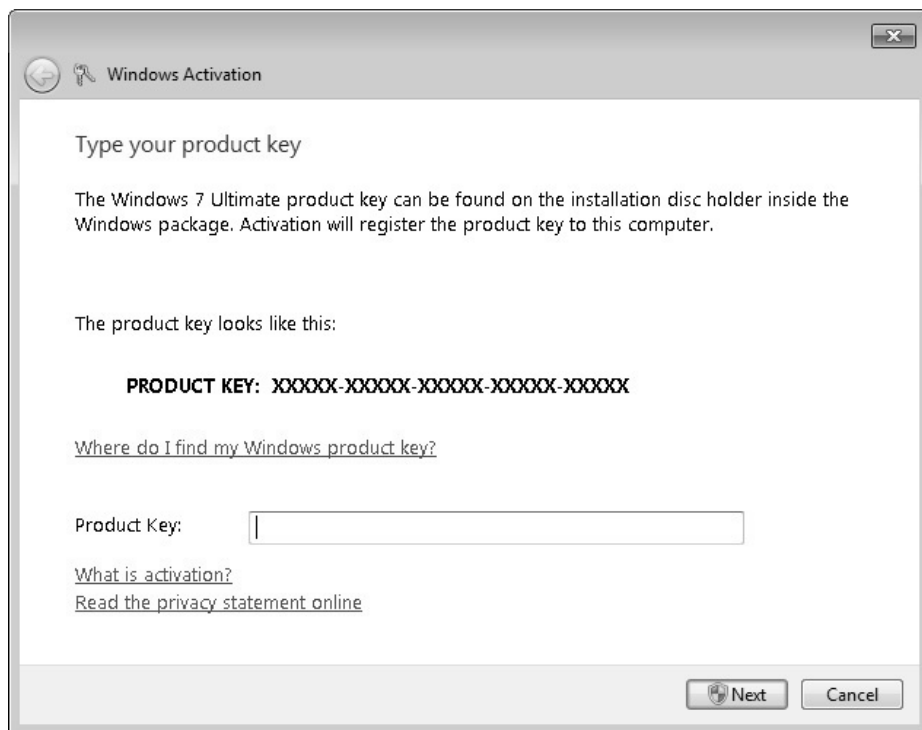 Windows Activation
Type your product key
The Windows 7 Ultimate product key can be found on the installation disc holder inside the
Windows package. Activation will register the product key to this computer.
The product key looks like this:
PRODUCT KEY: XXXXX-XXXXX-XXXXX-XXXXX-XXXXX
Where do I find my Windows product key?
Product Key:
What is activation?
Read the privacy statement online
Next Cancel